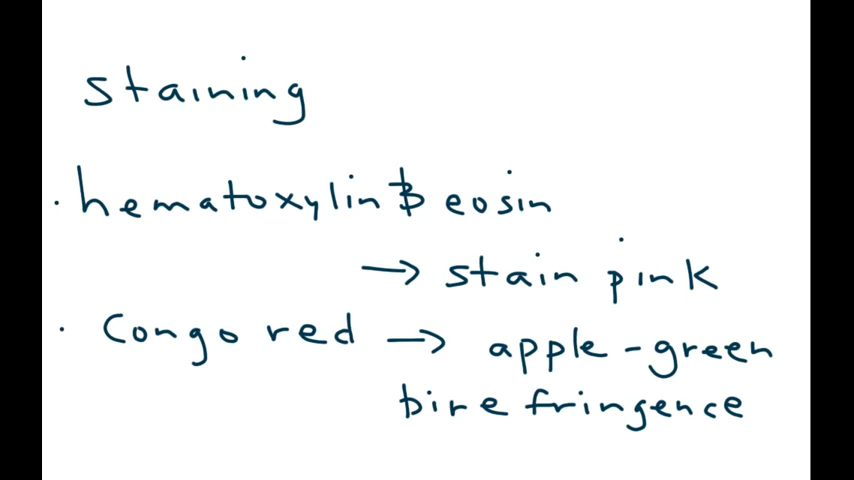 staining
· hematoxylin & eosin
→ stain pink
· Congo red → apple-green
birefringence